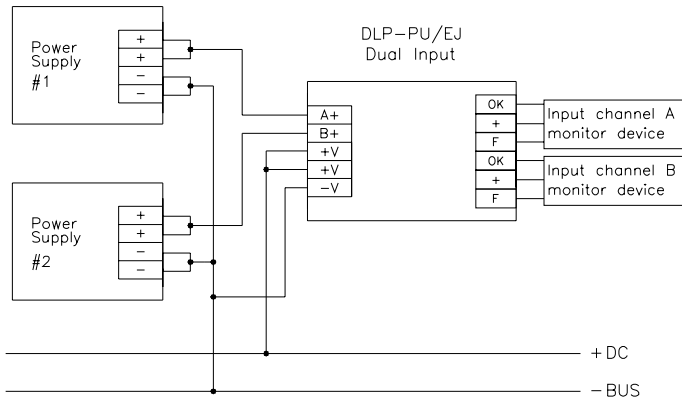 Power
Supply
#1
+
+
−
−
DLP-PU/EJ
Dual Input
A+
B+
+V
+V
-V
OK
+
F
OK
+
F
Input channel A
monitor device
Input channel B
monitor device
Power
Supply
#2
+
+
−
−
+DC
-BUS